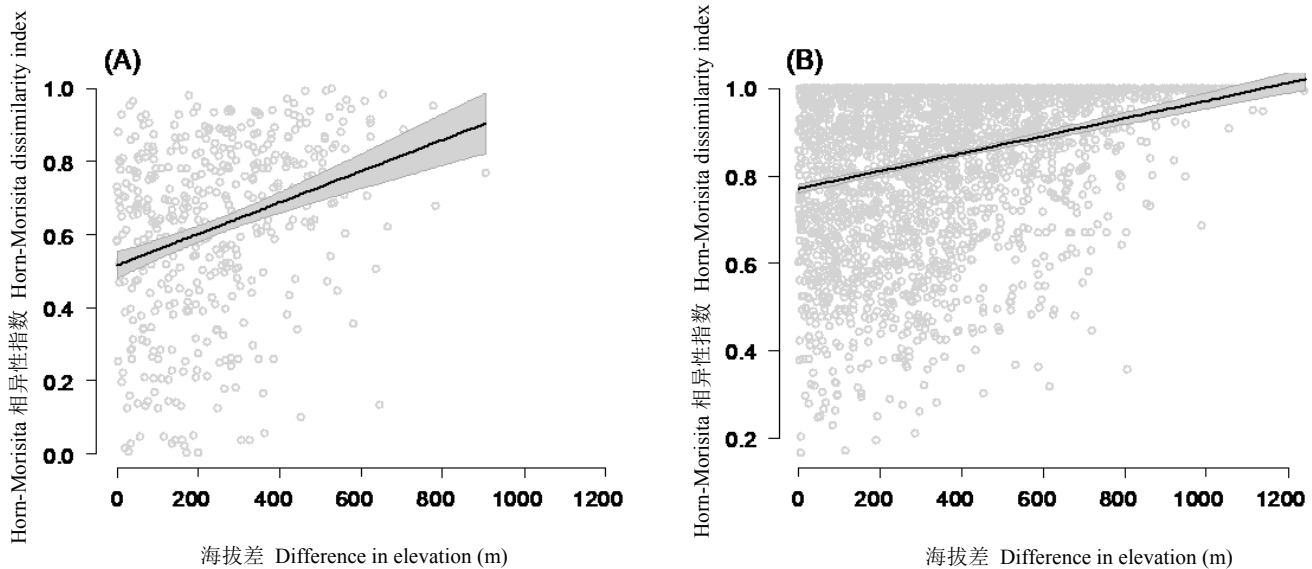 (A)
Horn-Morisita 相异性指数 Horn-Morisita dissimilarity index
1.0
0.8
0.6
0.4
0.2
0.0
0 200 400 600 800 1000 1200
海拔差 Difference in elevation (m)
(B)
Horn-Morisita 相异性指数 Horn-Morisita dissimilarity index
1.0
0.8
0.6
0.4
0.2
0 200 400 600 800 1000 1200
海拔差 Difference in elevation (m)